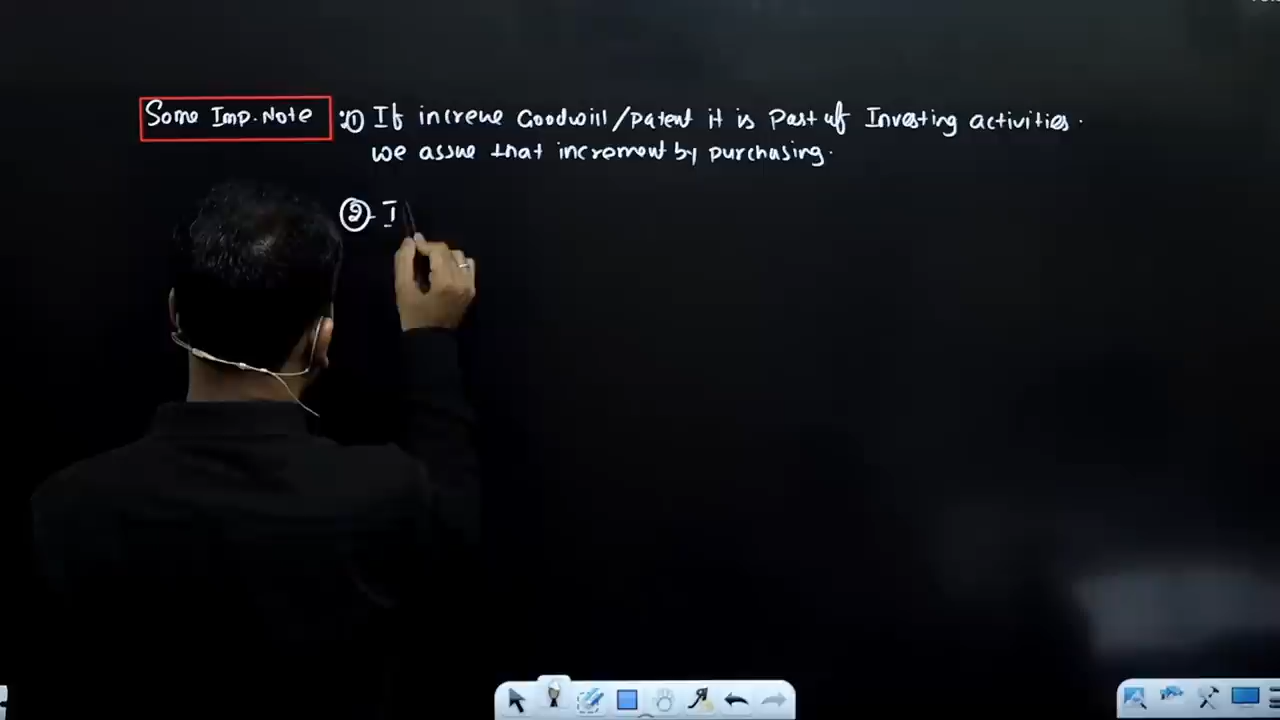 Some Imp. Note :① If increue Goodwill/patent it is Part of Investing activities.
we assue that increment by purchasing.
②- I